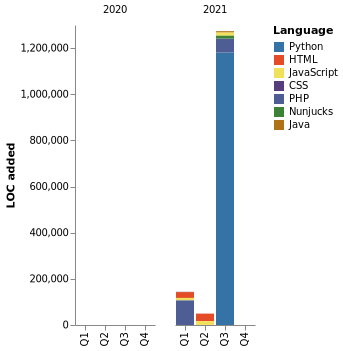 2020
2021
LOC added
1,200,000
1,000,000
800,000
600,000
400,000
200,000
0
Q1
Q2
Q3
Q4
Q1
Q2
Q3
Q4
Language
Python
HTML
JavaScript
CSS
PHP
Nunjucks
Java